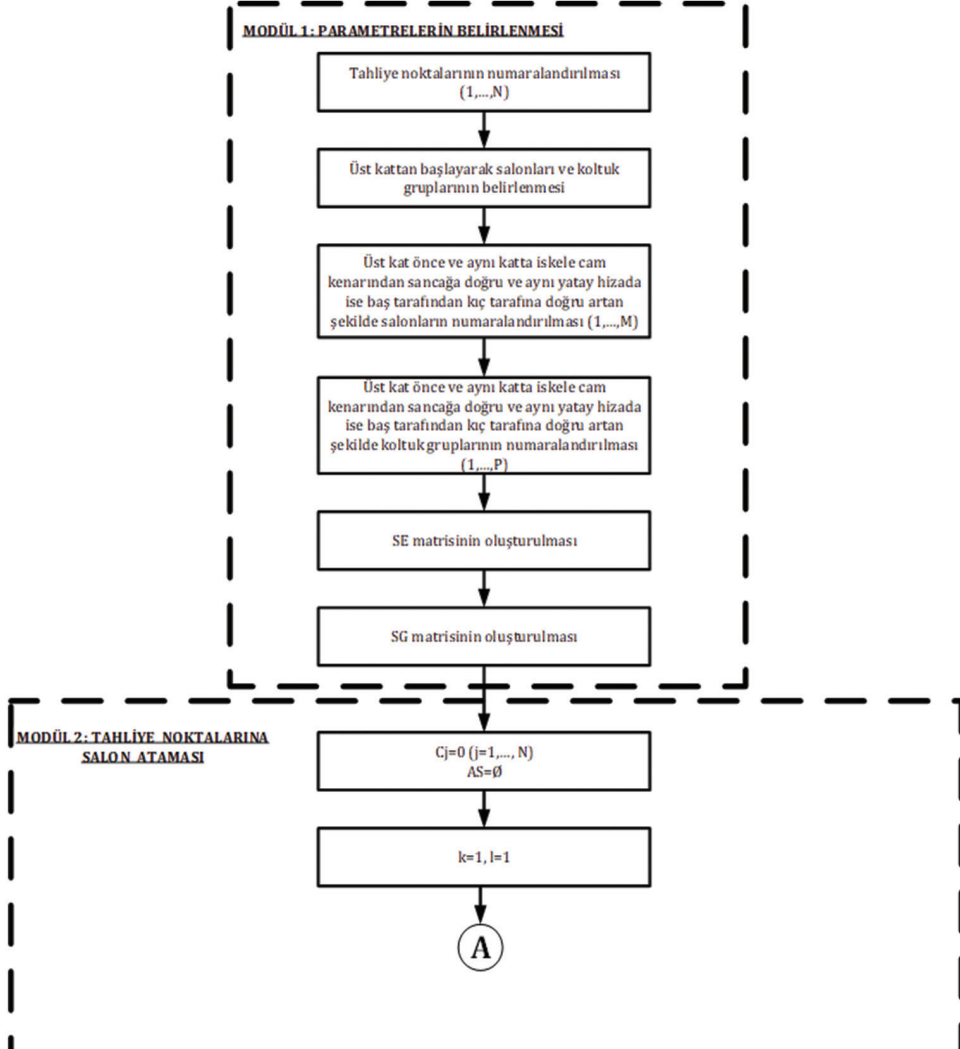 MODÜL 1: PARAMETRELERİN BELİRLENMESİ
Tahliye noktalarının numaralandırılması
(1,...,N)
Üst kattan başlayarak salonları ve koltuk
gruplarının belirlenmesi
Üst kat önce ve aynı katta iskele cam
kenarından sancağa doğru ve aynı yatay hizada
ise baş tarafından kıç tarafına doğru artan
şekilde salonların numaralandırılması (1,...,M)
Üst kat önce ve aynı katta iskele cam
kenarından sancağa doğru ve aynı yatay hizada
ise baş tarafından kıç tarafına doğru artan
şekilde koltuk gruplarının numaralandırılması
(1,...,P)
SE matrisinin oluşturulması
SG matrisinin oluşturulması
MODÜL 2: TAHLİYE NOKTALARINA
SALON ATAMASI
Cj=0 (j=1,..., N)
AS=Ø
k=1, l=1
A